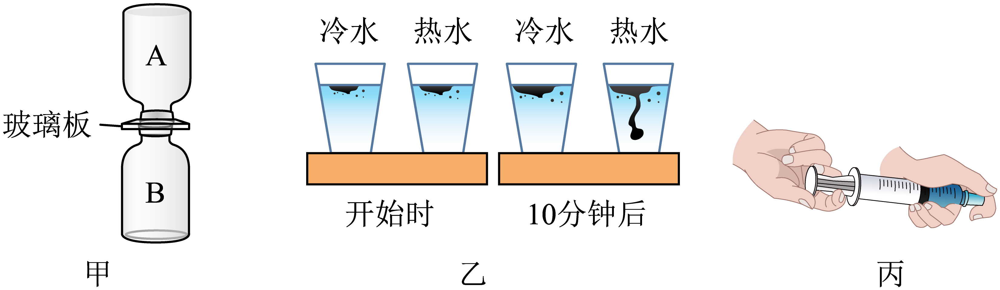 冷水 热水 冷水 热水
A
玻璃板
B
开始时 10分钟后
甲 乙 丙